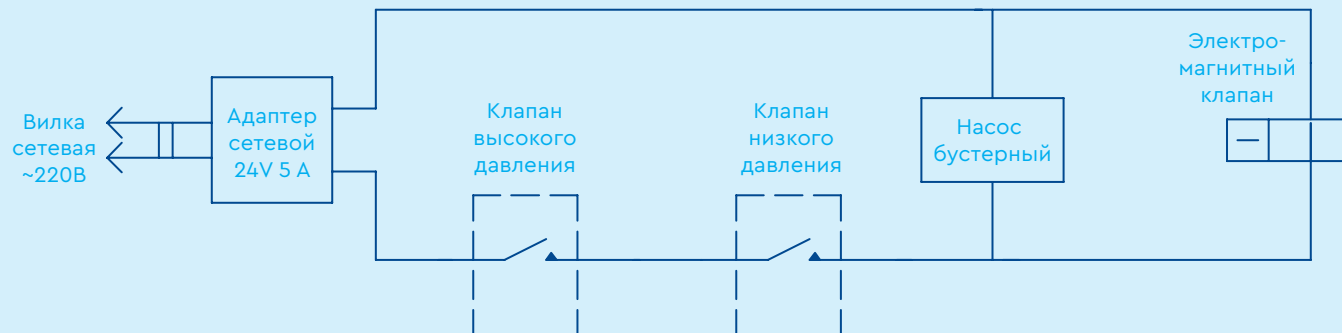 Вилка
сетевая
~220В
Адаптер
сетевой
24V 5 А
Клапан
высокого
давления
Клапан
низкого
давления
Насос
бустерный
Электро-
магнитный
клапан